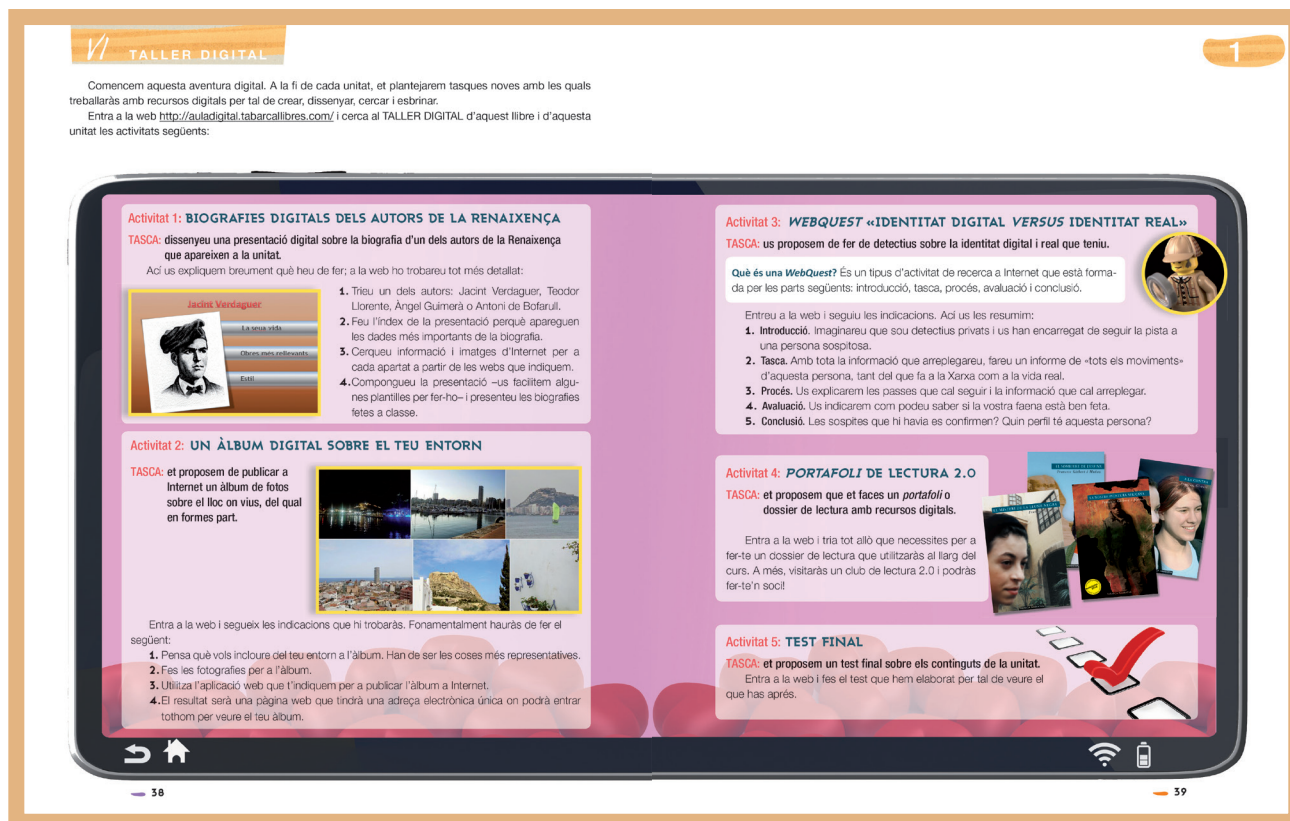 VI TALLER DIGITAL
1
Comencem aquesta aventura digital. A la fi de cada unitat, et plantejarem tasques noves amb les quals
treballaràs amb recursos digitals per tal de crear, dissenyar, cercar i esbrinar.
Entra a la web http://auladigital.tabarcallibres.com/ i cerca al TALLER DIGITAL d'aquest llibre i d'aquesta
unitat les activitats següents:
Activitat 1: BIOGRAFIES DIGITALS DELS AUTORS DE LA RENAIXENÇA
TASCA: dissenyeu una presentació digital sobre la biografia d'un dels autors de la Renaixença
que apareixen a la unitat.
Ací us expliquem breument què heu de fer; a la web ho trobareu tot més detallat:
Jacint Verdaguer
La seua vida
Obres més rellevants
Estil
1. Trieu un dels autors: Jacint Verdaguer, Teodor
Llorente, Àngel Guimerà o Antoni de Bofarull.
2. Feu l'índex de la presentació perquè apareguen
les dades més importants de la biografia.
3. Cerqueu informació i imatges d'Internet per a
cada apartat a partir de les webs que indiquem.
4. Compongueu la presentació –us facilitem algu-
nes plantilles per fer-ho– i presenteu les biografies
fetes a classe.
Activitat 2: UN ÀLBUM DIGITAL SOBRE EL TEU ENTORN
TASCA: et proposem de publicar a
Internet un àlbum de fotos
sobre el lloc on vius, del qual
en formes part.
Entra a la web i segueix les indicacions que hi trobaràs. Fonamentalment hauràs de fer el
següent:
1. Pensa què vols incloure del teu entorn a l'àlbum. Han de ser les coses més representatives.
2. Fes les fotografies per a l'àlbum.
3. Utilitza l'aplicació web que t'indiquem per a publicar l'àlbum a Internet.
4. El resultat serà una pàgina web que tindrà una adreça electrònica única on podrà entrar
tothom per veure el teu àlbum.
Activitat 3: WEBQUEST «IDENTITAT DIGITAL VERSUS IDENTITAT REAL»
TASCA: us proposem de fer de detectius sobre la identitat digital i real que teniu.
Què és una WebQuest? És un tipus d'activitat de recerca a Internet que està forma-
da per les parts següents: introducció, tasca, procés, avaluació i conclusió.
Entreu a la web i seguiu les indicacions. Ací us les resumim:
1. Introducció. Imaginareu que sou detectius privats i us han encarregat de seguir la pista a
una persona sospitosa.
2. Tasca. Amb tota la informació que arreplegareu, fareu un informe de «tots els moviments»
d'aquesta persona, tant del que fa a la Xarxa com a la vida real.
3. Procés. Us explicarem les passes que cal seguir i la informació que cal arreplegar.
4. Avaluació. Us indicarem com podeu saber si la vostra faena està ben feta.
5. Conclusió. Les sospites que hi havia es confirmen? Quin perfil té aquesta persona?
Activitat 4: PORTAFOLI DE LECTURA 2.0
TASCA: et proposem que et faces un portafoli o
dossier de lectura amb recursos digitals.
Entra a la web i tria tot allò que necessites per a
fer-te un dossier de lectura que utilitzaràs al llarg del
curs. A més, visitaràs un club de lectura 2.0 i podràs
fer-te'n soci!
Activitat 5: TEST FINAL
TASCA: et proposem un test final sobre els continguts de la unitat.
Entra a la web i fes el test que hem elaborat per tal de veure el
que has aprés.
38
39